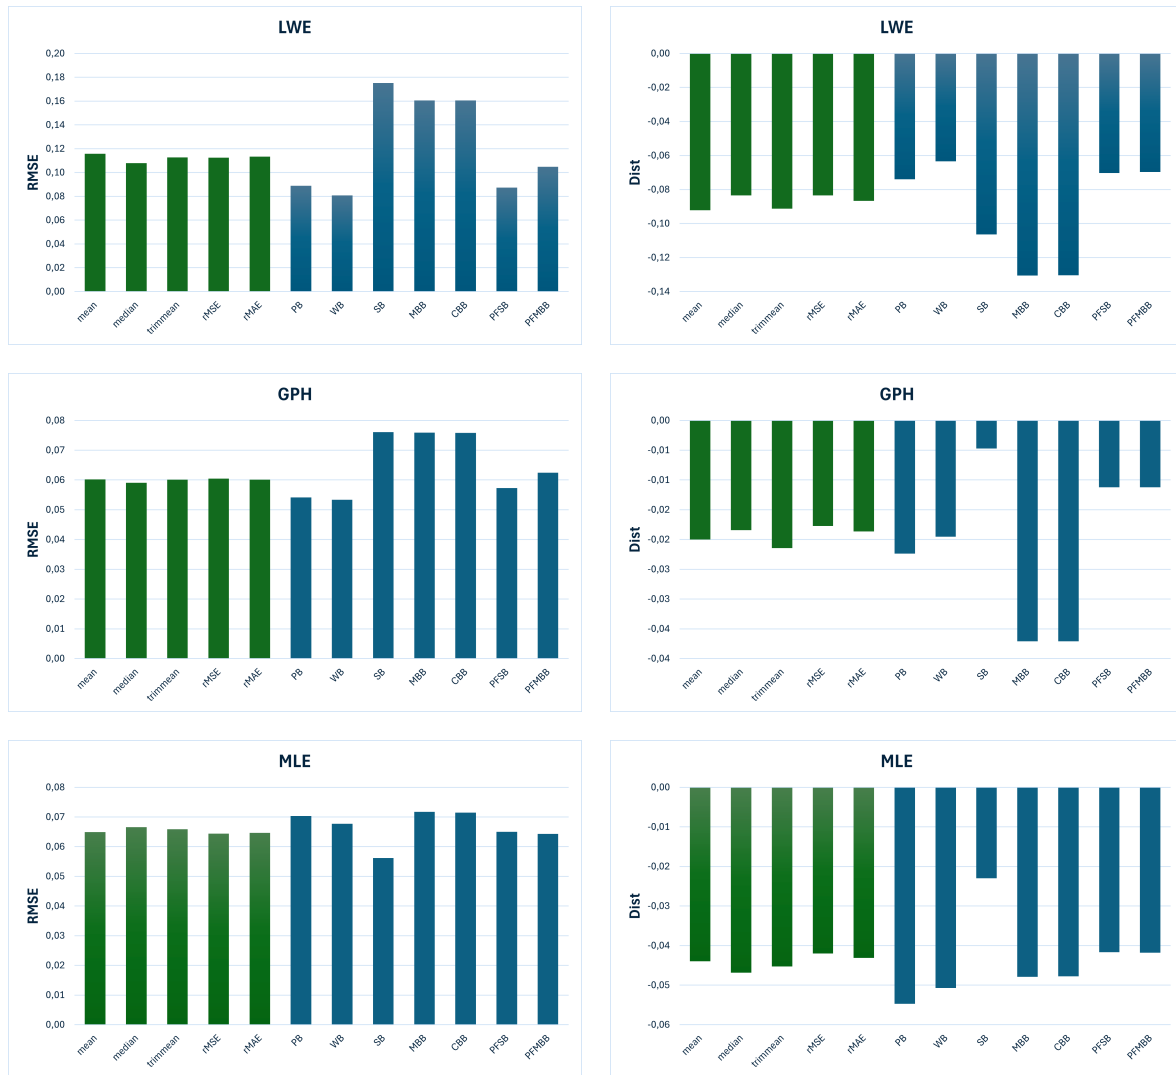 LWE
0,20
0,18
0,16
0,14
0,12
0,10
0,08
0,06
0,04
0,02
0,00
RMSE
mean
median
trimmean
rMSE
rMAE
PB
WB
SB
MBB
CBB
PFSB
PFMBB
LWE
0,00
-0,02
-0,04
-0,06
-0,08
-0,10
-0,12
-0,14
Dist
mean
median
trimmean
rMSE
rMAE
PB
WB
SB
MBB
CBB
PFSB
PFMBB
GPH
0,08
0,07
0,06
0,05
0,04
0,03
0,02
0,01
0,00
RMSE
mean
median
trimmean
rMSE
rMAE
PB
WB
SB
MBB
CBB
PFSB
PFMBB
GPH
0,00
-0,01
-0,01
-0,02
-0,02
-0,03
-0,03
-0,04
-0,04
Dist
mean
median
trimmean
rMSE
rMAE
PB
WB
SB
MBB
CBB
PFSB
PFMBB
MLE
0,08
0,07
0,06
0,05
0,04
0,03
0,02
0,01
0,00
RMSE
mean
median
trimmean
rMSE
rMAE
PB
WB
SB
MBB
CBB
PFSB
PFMBB
MLE
0,00
-0,01
-0,02
-0,03
-0,04
-0,05
-0,06
Dist
mean
median
trimmean
rMSE
rMAE
PB
WB
SB
MBB
CBB
PFSB
PFMBB